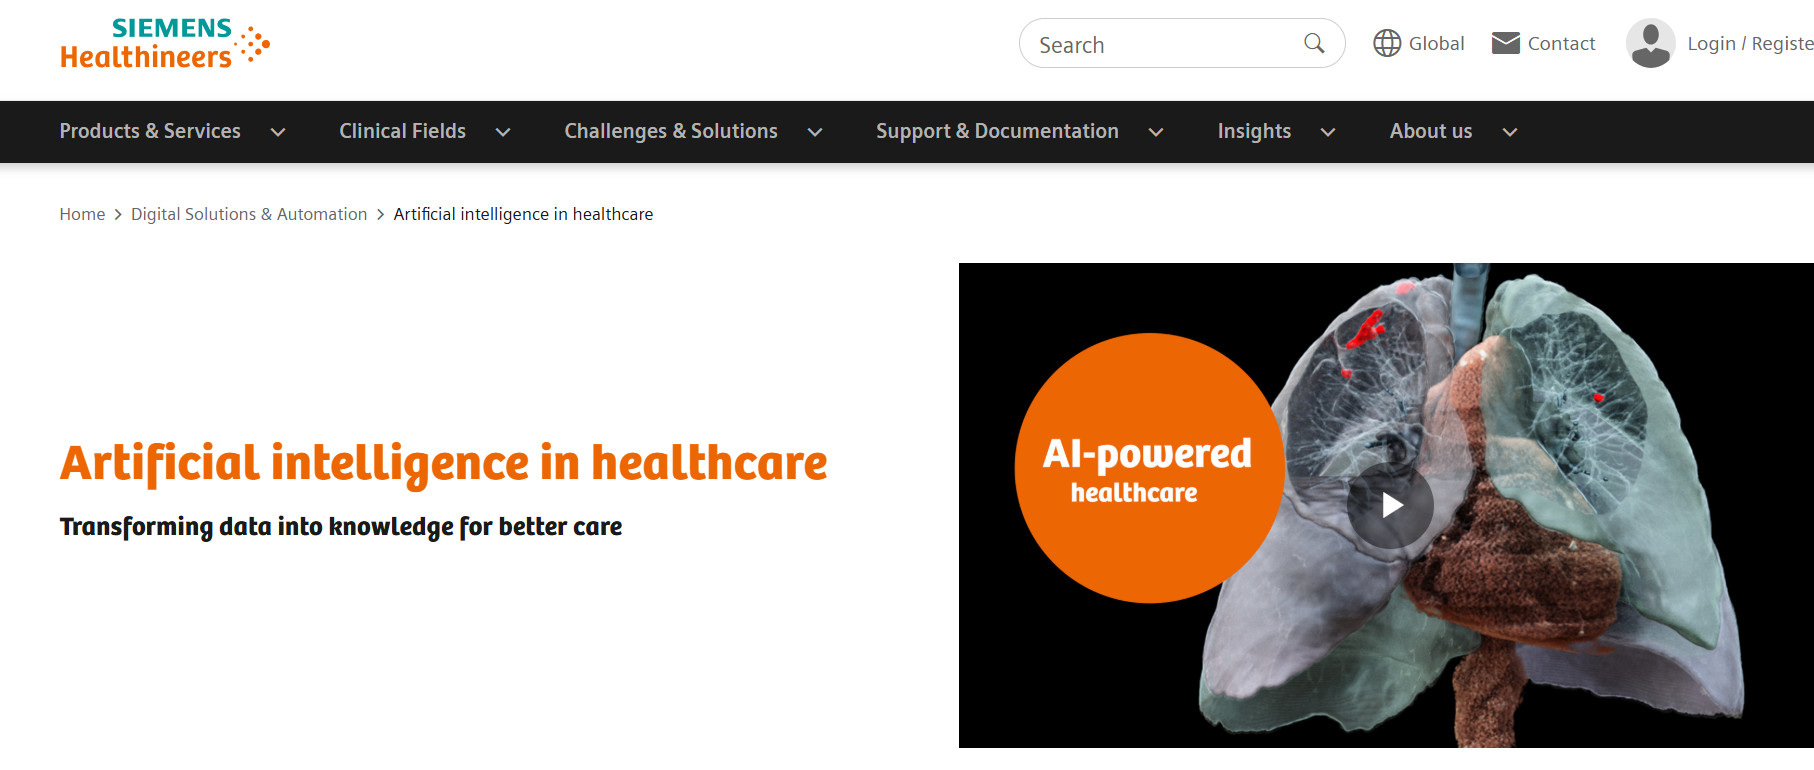 SIEMENS
Healthineers
Search
Global
Contact
Login / Registe
Products & Services
Clinical Fields
Challenges & Solutions
Support & Documentation
Insights
About us
Home > Digital Solutions & Automation > Artificial intelligence in healthcare
Artificial intelligence in healthcare
Transforming data into knowledge for better care
AI-powered
healthcare